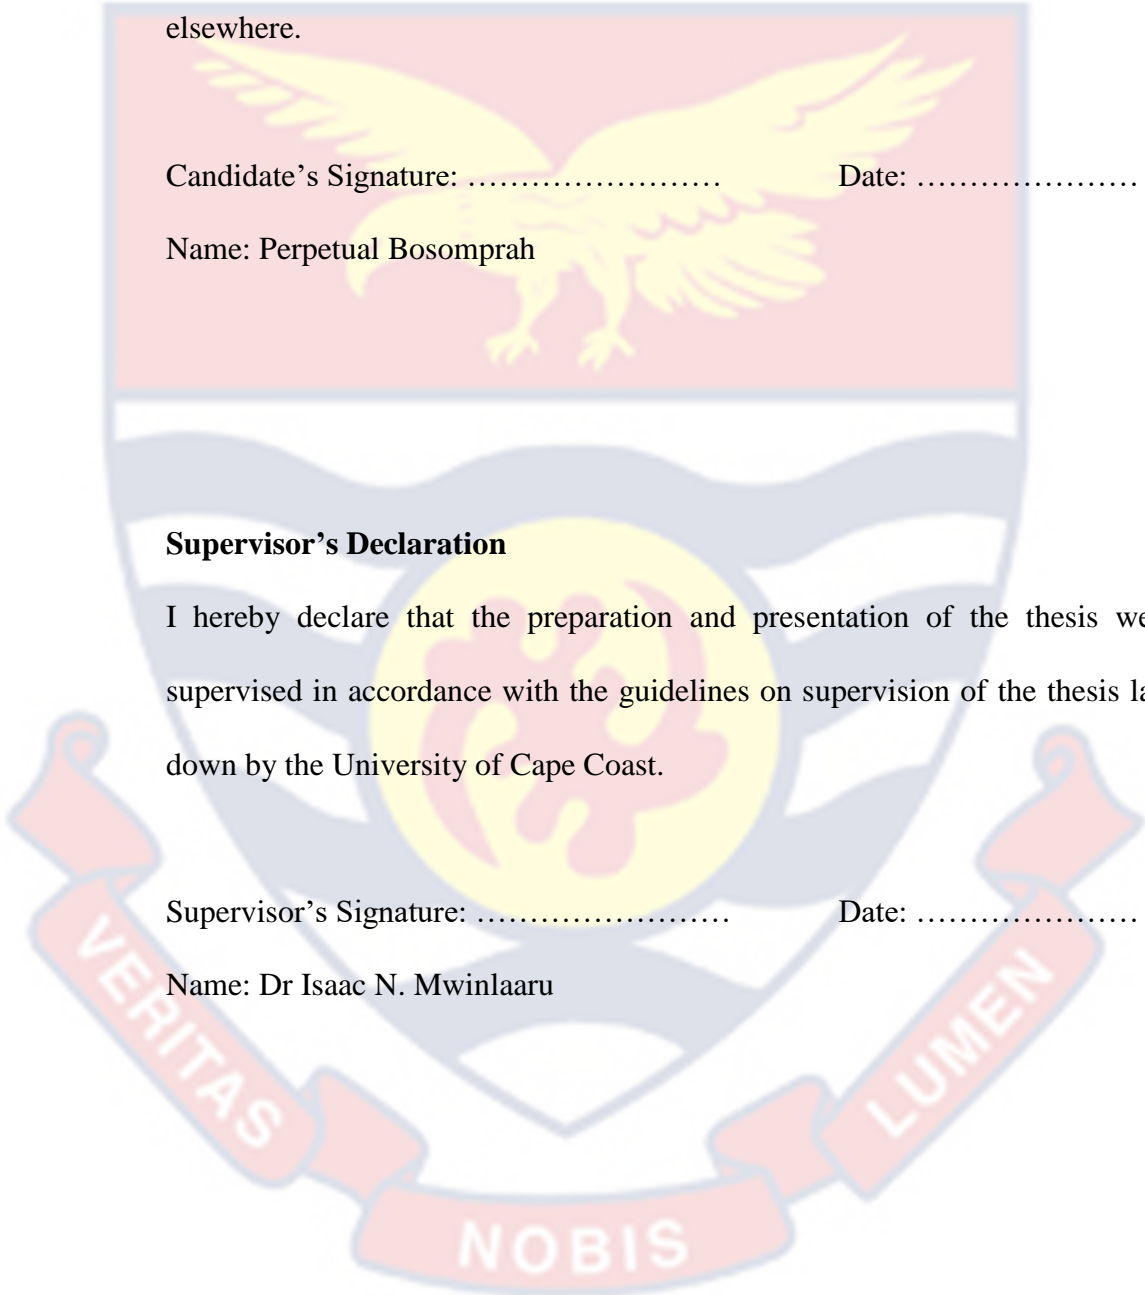 elsewhere.
Candidate’s Signature: …………………… Date: …………………
Name: Perpetual Bosomprah
Supervisor’s Declaration
I hereby declare that the preparation and presentation of the thesis we
supervised in accordance with the guidelines on supervision of the thesis la
down by the University of Cape Coast.
Supervisor’s Signature: …………………… Date: …………………
Name: Dr Isaac N. Mwinlaaru
VERITAS
NOBIS
LUMEN